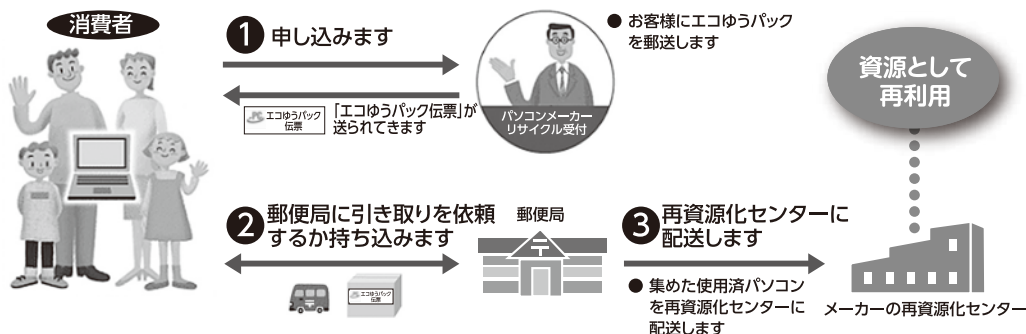 消費者
1 申し込みます
「エコゆうパック伝票」が
送られてきます
エコゆうパック
伝票
パソコンメーカー
リサイクル受付
● お客様にエコゆうパック
を郵送します
資源として
再利用
2 郵便局に引き取りを依頼
するか持ち込みます
エコゆうパック
伝票
郵便局
〒
3 再資源化センターに
配送します
● 集めた使用済パソコン
を再資源化センターに
配送します
メーカーの再資源化センター